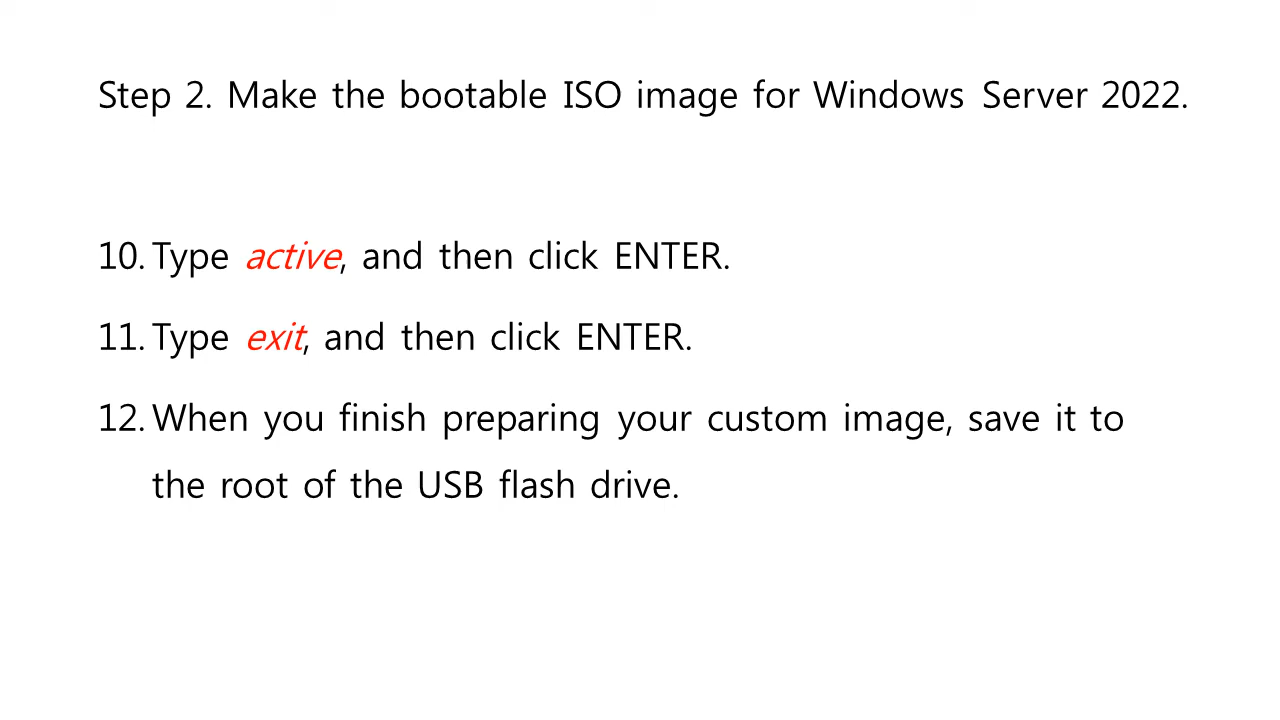 Step 2. Make the bootable ISO image for Windows Server 2022.
10. Type active, and then click ENTER.
11. Type exit, and then click ENTER.
12. When you finish preparing your custom image, save it to
the root of the USB flash drive.